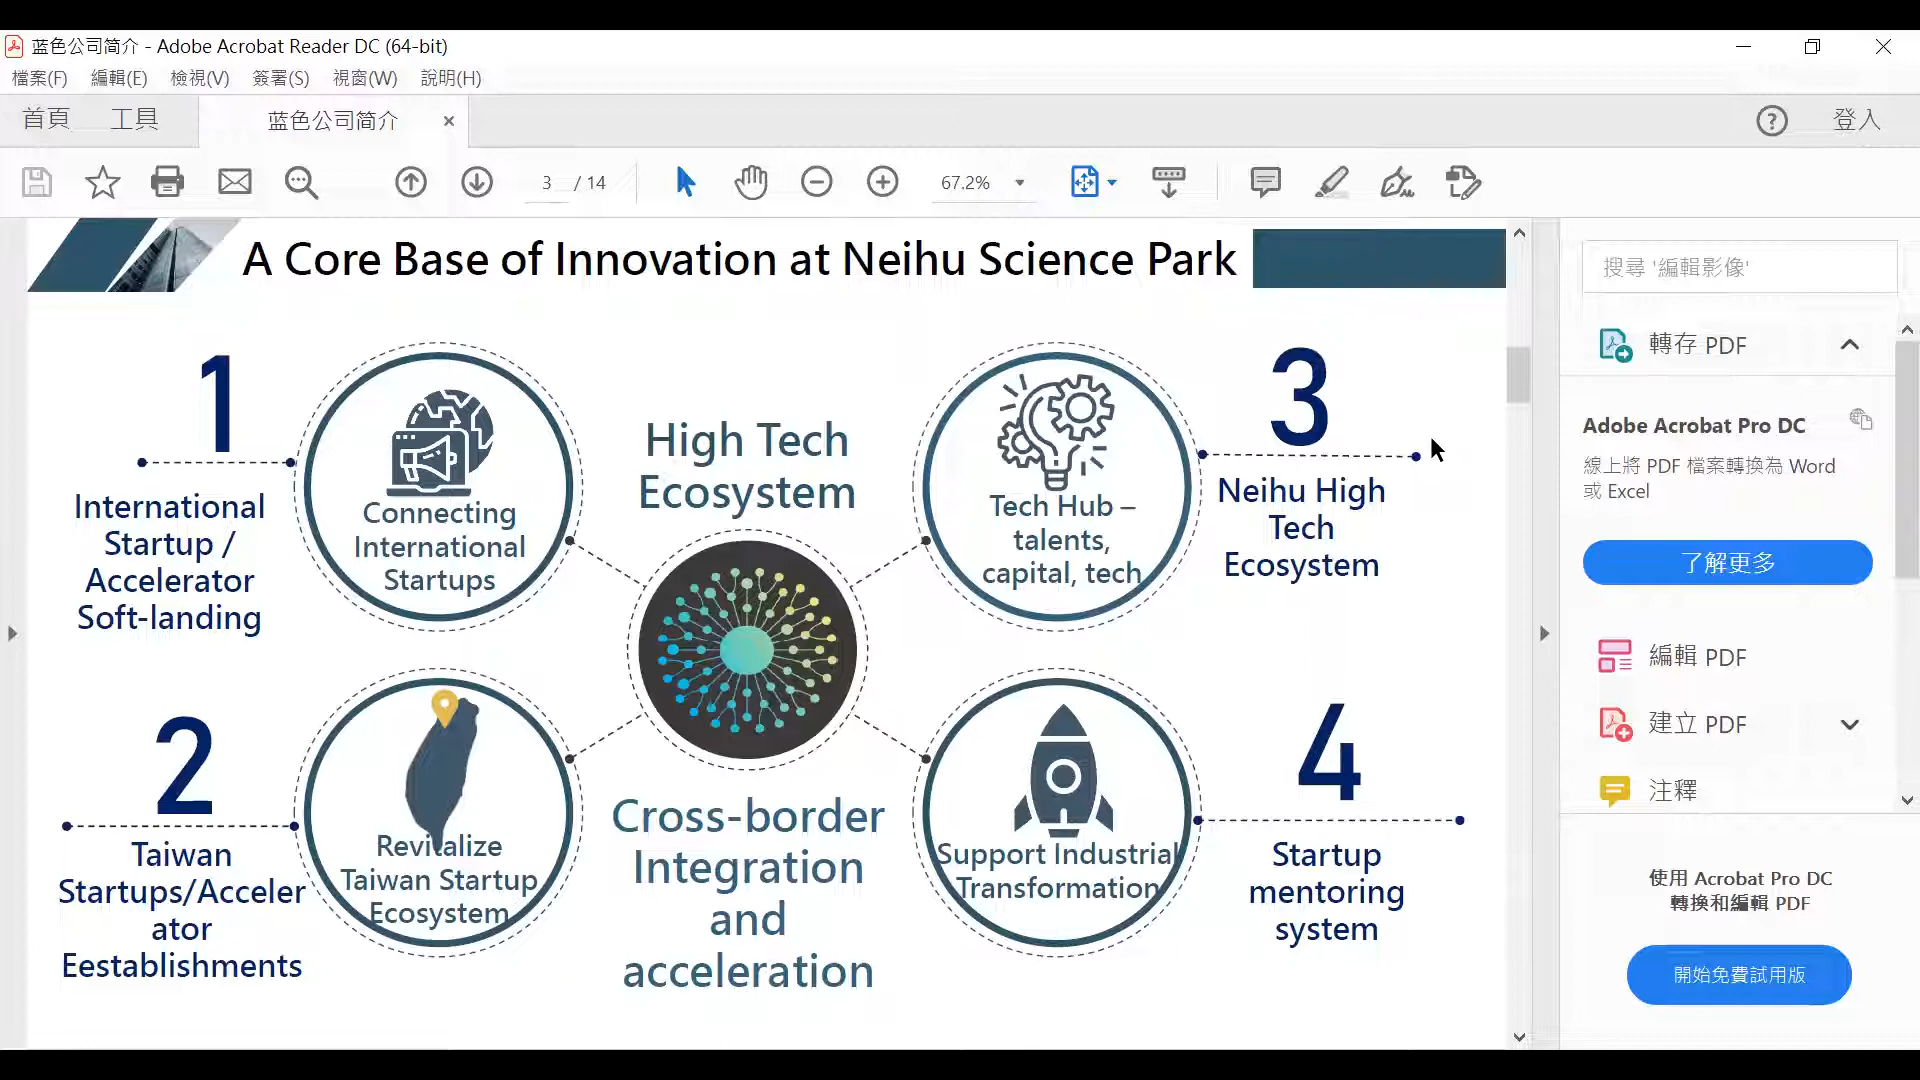 蓝色公司简介 - Adobe Acrobat Reader DC (64-bit)
檔案(F) 編輯(E) 檢視(V) 簽署(S) 視窗(W) 說明(H)
首頁 工具 蓝色公司简介 × 登入
3 / 14 67.2%
A Core Base of Innovation at Neihu Science Park
1
International
Startup /
Accelerator
Soft-landing
Connecting
International
Startups
High Tech
Ecosystem
Tech Hub –
talents,
capital, tech
3
Neihu High
Tech
Ecosystem
2
Taiwan
Startups/Acceler
ator
Eestablishments
Revitalize
Taiwan Startup
Ecosystem
Cross-border
Integration
and
acceleration
Support Industrial
Transformation
4
Startup
mentoring
system
搜尋 '編輯影像'
轉存 PDF
Adobe Acrobat Pro DC
線上將 PDF 檔案轉換為 Word
或 Excel
了解更多
編輯 PDF
建立 PDF
注釋
使用 Acrobat Pro DC
轉換和編輯 PDF
開始免費試用版